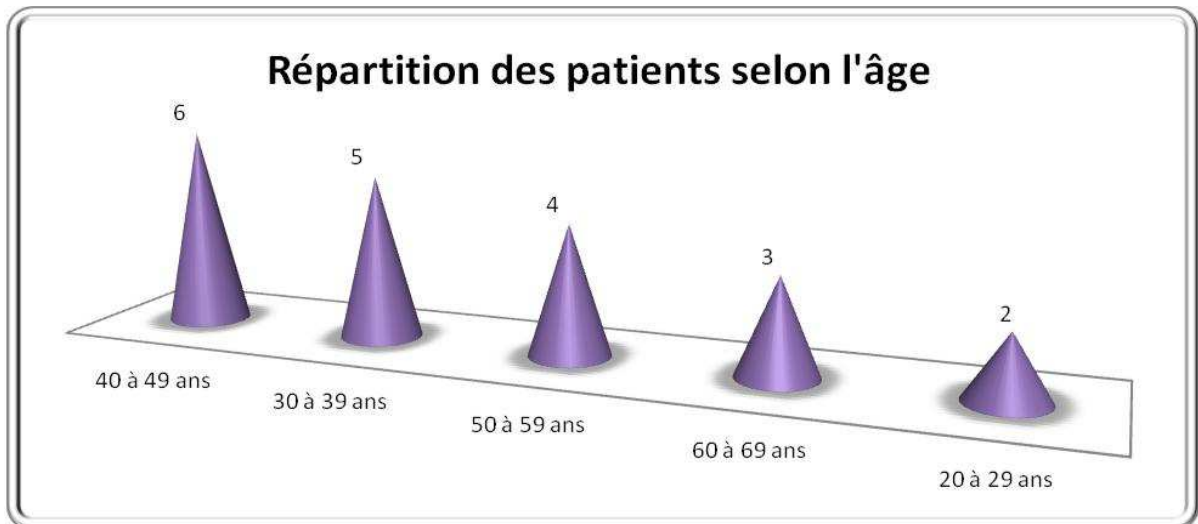 Répartition des patients selon l'âge
6
5
4
3
2
40 à 49 ans
30 à 39 ans
50 à 59 ans
60 à 69 ans
20 à 29 ans